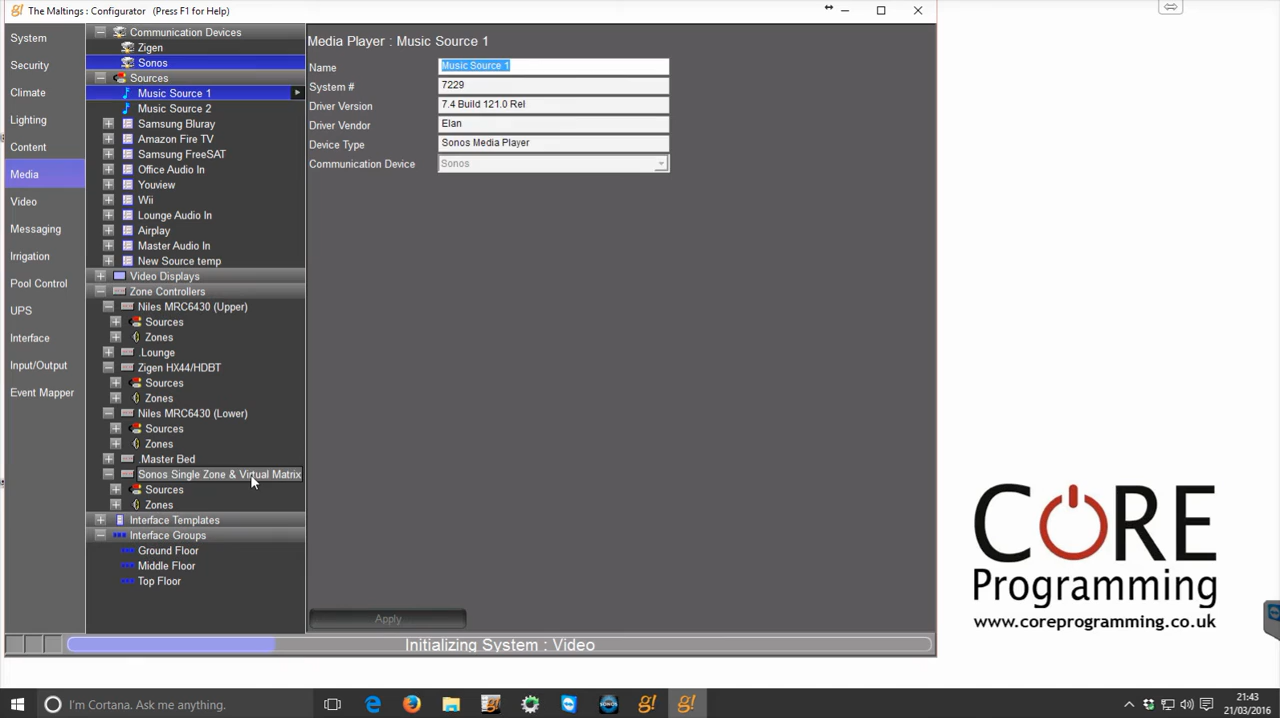 The Maltings : Configurator (Press F1 for Help)
System
Security
Climate
Lighting
Content
Media
Video
Messaging
Irrigation
Pool Control
UPS
Interface
Input/Output
Event Mapper
Communication Devices
Zigen
Sonos
Sources
Music Source 1
Music Source 2
Samsung Bluray
Amazon Fire TV
Samsung FreeSAT
Office Audio In
Youview
Wii
Lounge Audio In
Airplay
Master Audio In
New Source temp
Video Displays
Zone Controllers
Niles MRC6430 (Upper)
Sources
Zones
.Lounge
Zigen HX44/HDBT
Sources
Zones
Niles MRC6430 (Lower)
Sources
Zones
.Master Bed
Sonos Single Zone & Virtual Matrix
Sources
Zones
Interface Templates
Interface Groups
Ground Floor
Middle Floor
Top Floor
Media Player : Music Source 1
Name Music Source 1
System # 7229
Driver Version 7.4 Build 121.0 Rel
Driver Vendor Elan
Device Type Sonos Media Player
Communication Device Sonos
Apply
Initializing System : Video
CORE
Programming
www.coreprogramming.co.uk
I'm Cortana. Ask me anything.
SONOS
g!
g!
21:43
21/03/2016